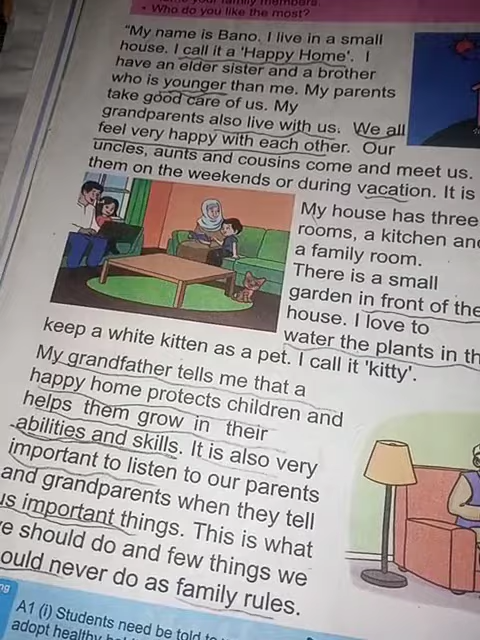 your family members.
• Who do you like the most?
"My name is Bano. I live in a small
house. I call it a 'Happy Home'. I
have an elder sister and a brother
who is younger than me. My parents
take good care of us. My
grandparents also live with us. We all
feel very happy with each other. Our
uncles, aunts and cousins come and meet us.
them on the weekends or during vacation. It is
My house has three
rooms, a kitchen and
a family room.
There is a small
garden in front of the
house. I love to
water the plants in th
keep a white kitten as a pet. I call it 'kitty'.
My grandfather tells me that a
happy home protects children and
helps them grow in their
abilities and skills. It is also very
important to listen to our parents
and grandparents when they tell
us important things. This is what
e should do and few things we
ould never do as family rules.
ng
A1 (i) Students need be told to
adopt healthy